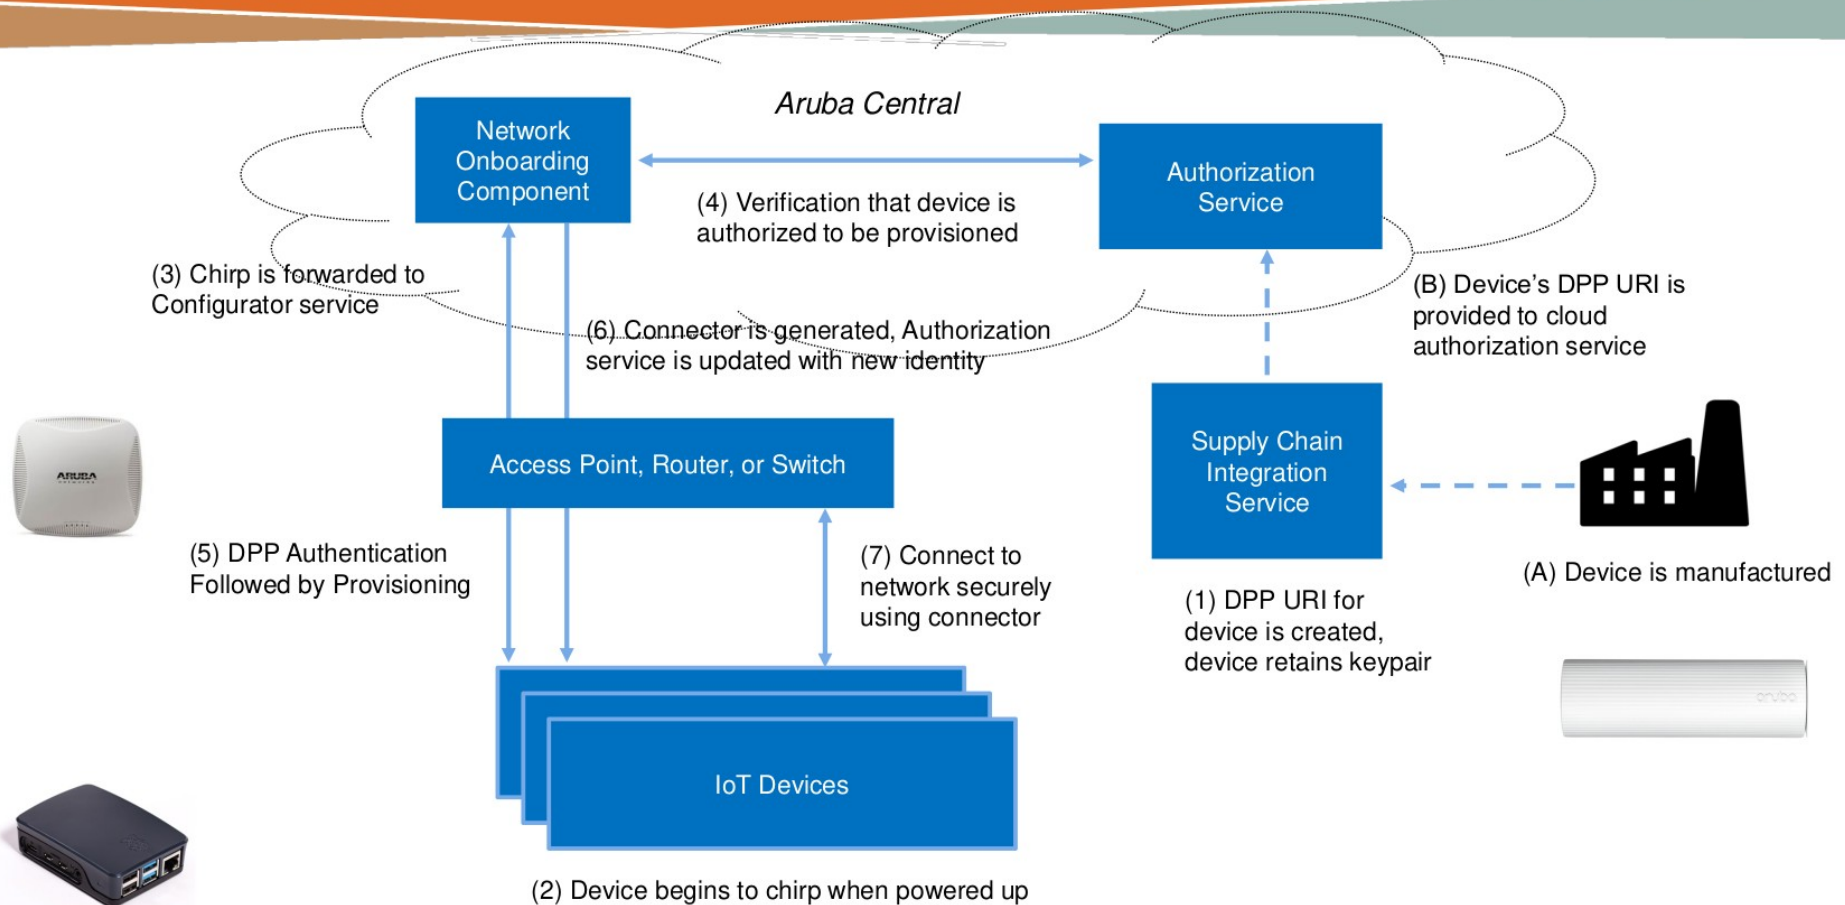 Aruba Central
Network
Onboarding
Component
Authorization
Service
(4) Verification that device is
authorized to be provisioned
(3) Chirp is forwarded to
Configurator service
(B) Device’s DPP URI is
provided to cloud
authorization service
(6) Connector is generated, Authorization
service is updated with new identity
Access Point, Router, or Switch
Supply Chain
Integration
Service
ARUBA
NETWORKS
(5) DPP Authentication
Followed by Provisioning
(7) Connect to
network securely
using connector
(A) Device is manufactured
(1) DPP URI for
device is created,
device retains keypair
aruba
IoT Devices
(2) Device begins to chirp when powered up